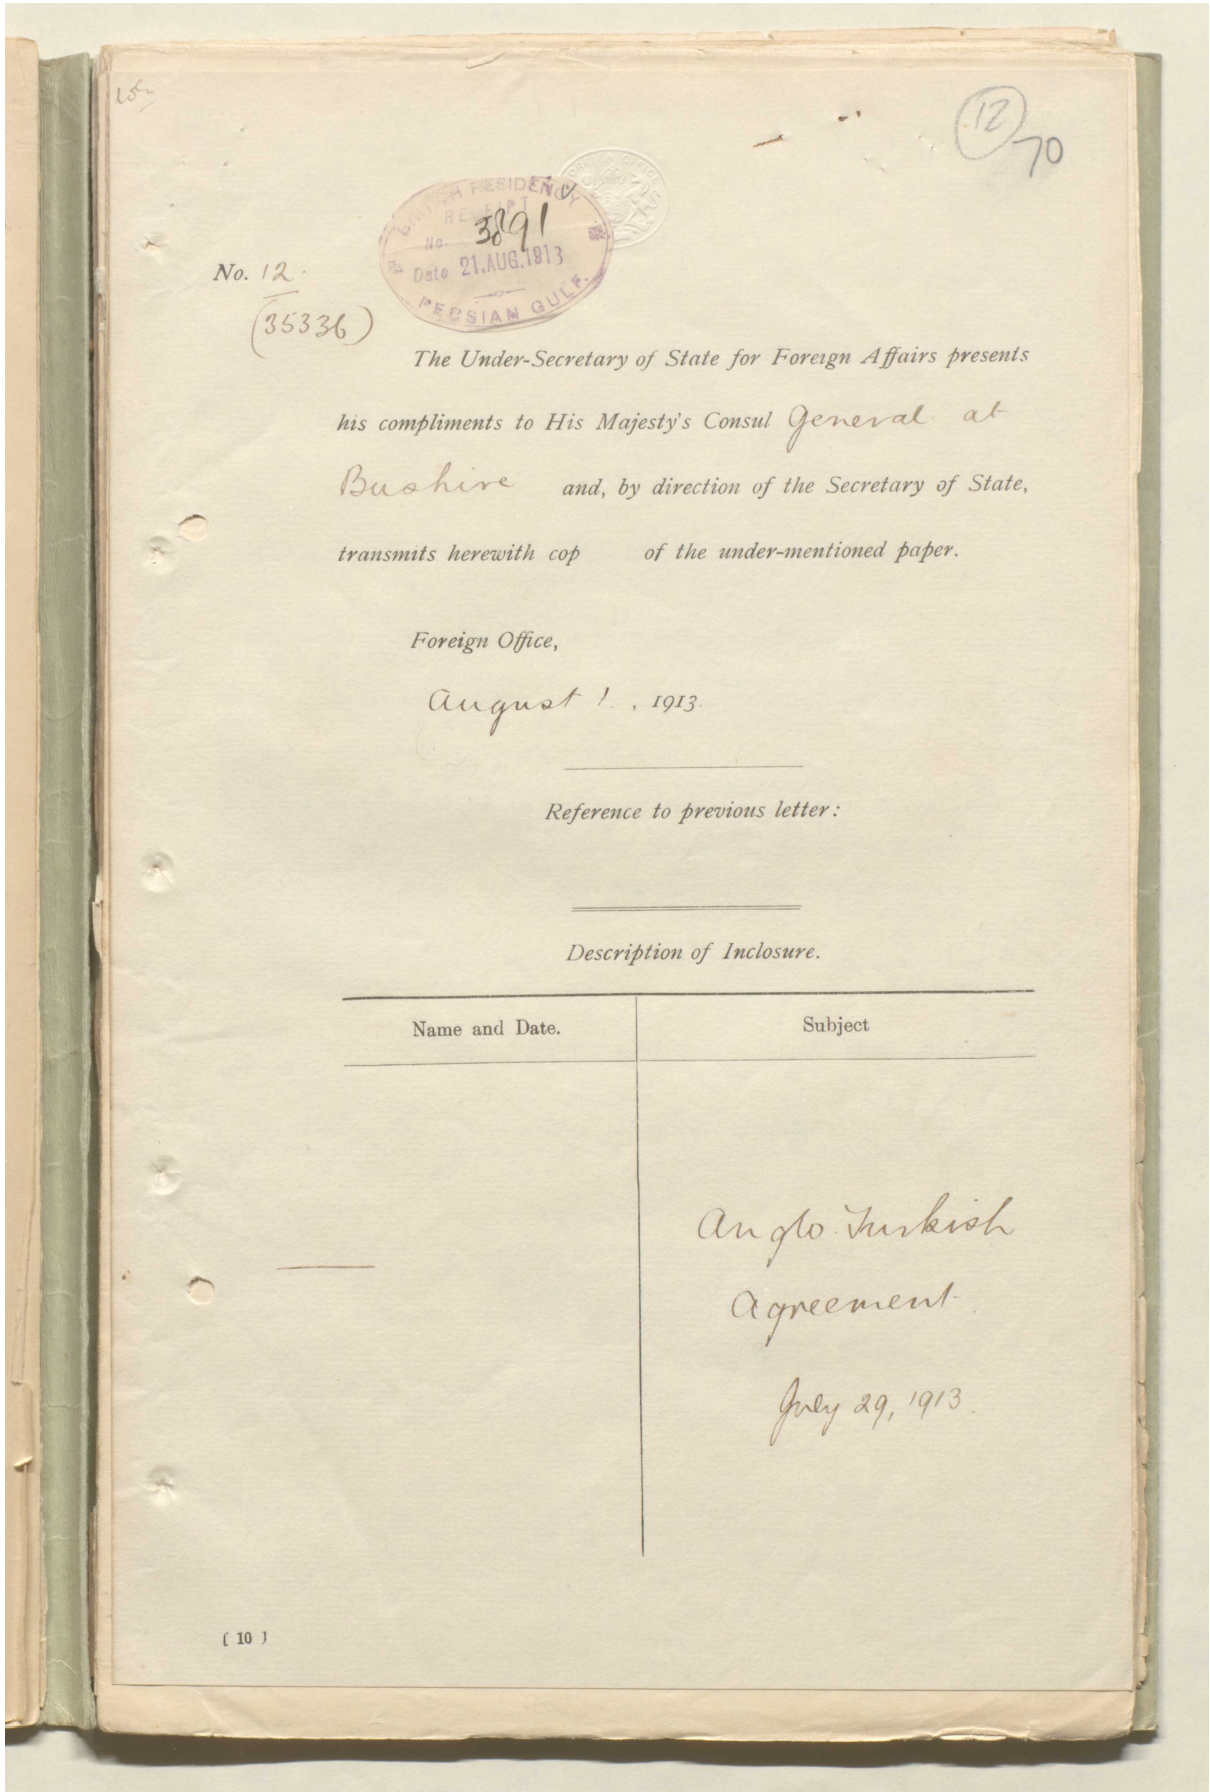 12
70
FOREIGN OFFICE
BRITISH RESIDENCY
RECEIPT
No. 3891
Date 21.AUG.1913
PERSIAN GULF.
No. 12.
(35336)
The Under-Secretary of State for Foreign Affairs presents
his compliments to His Majesty's Consul General at
Bushire and, by direction of the Secretary of State,
transmits herewith cop of the under-mentioned paper.
Foreign Office,
August 1, 1913.
Reference to previous letter:
Description of Inclosure.
Name and Date.
Subject
Anglo-Turkish
Agreement.
July 29, 1913.
( 10 )